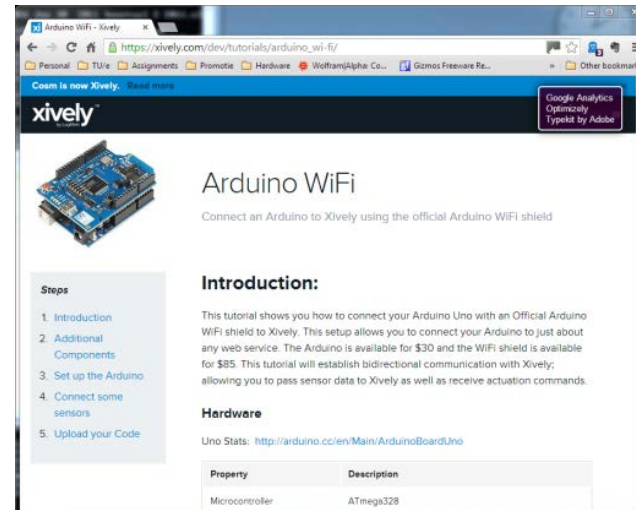 Arduino WiFi - Xively
https://xively.com/dev/tutorials/arduino_wi-fi/
Personal TU/e Assignments Promotie Hardware Wolfram|Alpha: Co... Gizmos Freeware Re... » Other bookmar
Cosm is now Xively. Read more
Google Analytics
Optimizely
Typekit by Adobe
xively
by LogMeIn
Arduino WiFi
Connect an Arduino to Xively using the official Arduino WiFi shield
Steps
1. Introduction
2. Additional
Components
3. Set up the Arduino
4. Connect some
sensors
5. Upload your Code
Introduction:
This tutorial shows you how to connect your Arduino Uno with an Official Arduino
WiFi shield to Xively. This setup allows you to connect your Arduino to just about
any web service. The Arduino is available for $30 and the WiFi shield is available
for $85. This tutorial will establish bidirectional communication with Xively;
allowing you to pass sensor data to Xively as well as receive actuation commands.
Hardware
Uno Stats: http://arduino.cc/en/Main/ArduinoBoardUno
Property Description
Microcontroller ATmega328